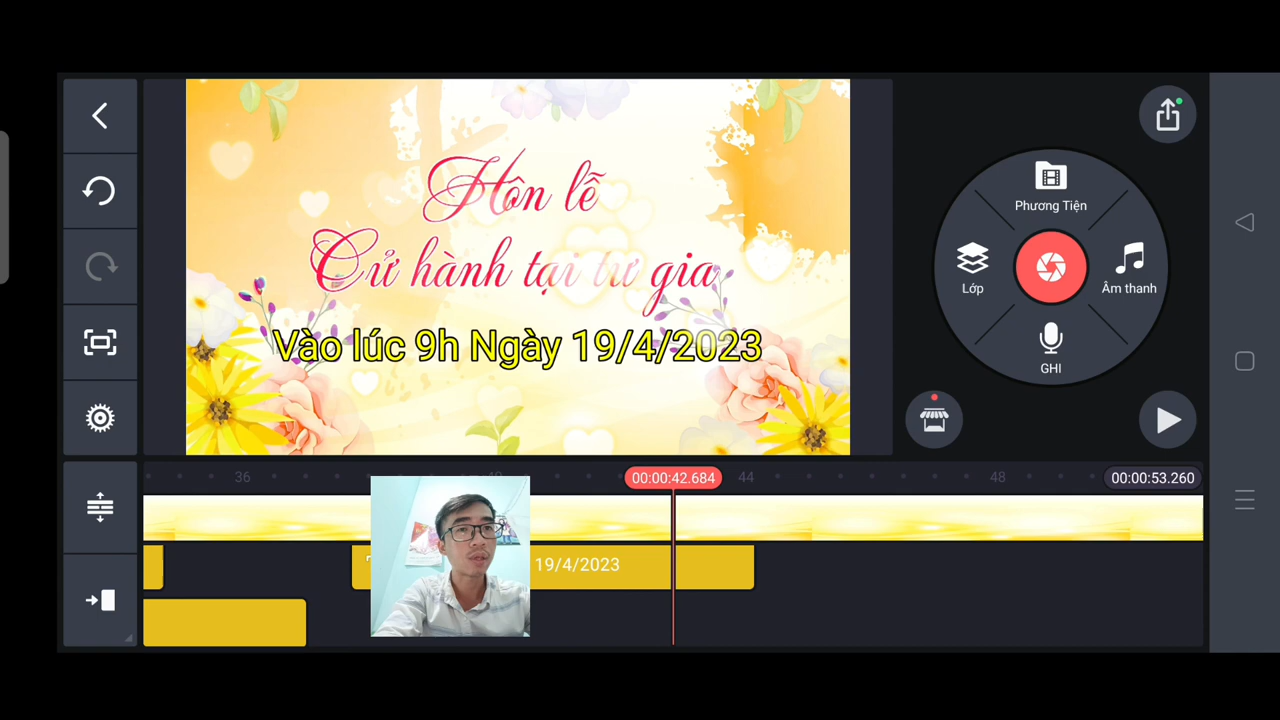 Hôn lễ
Cử hành tại tư gia
Vào lúc 9h Ngày 19/4/2023
Phương Tiện
Lớp
Âm thanh
GHI
36
40
00:00:42.684
44
48
00:00:53.260
19/4/2023